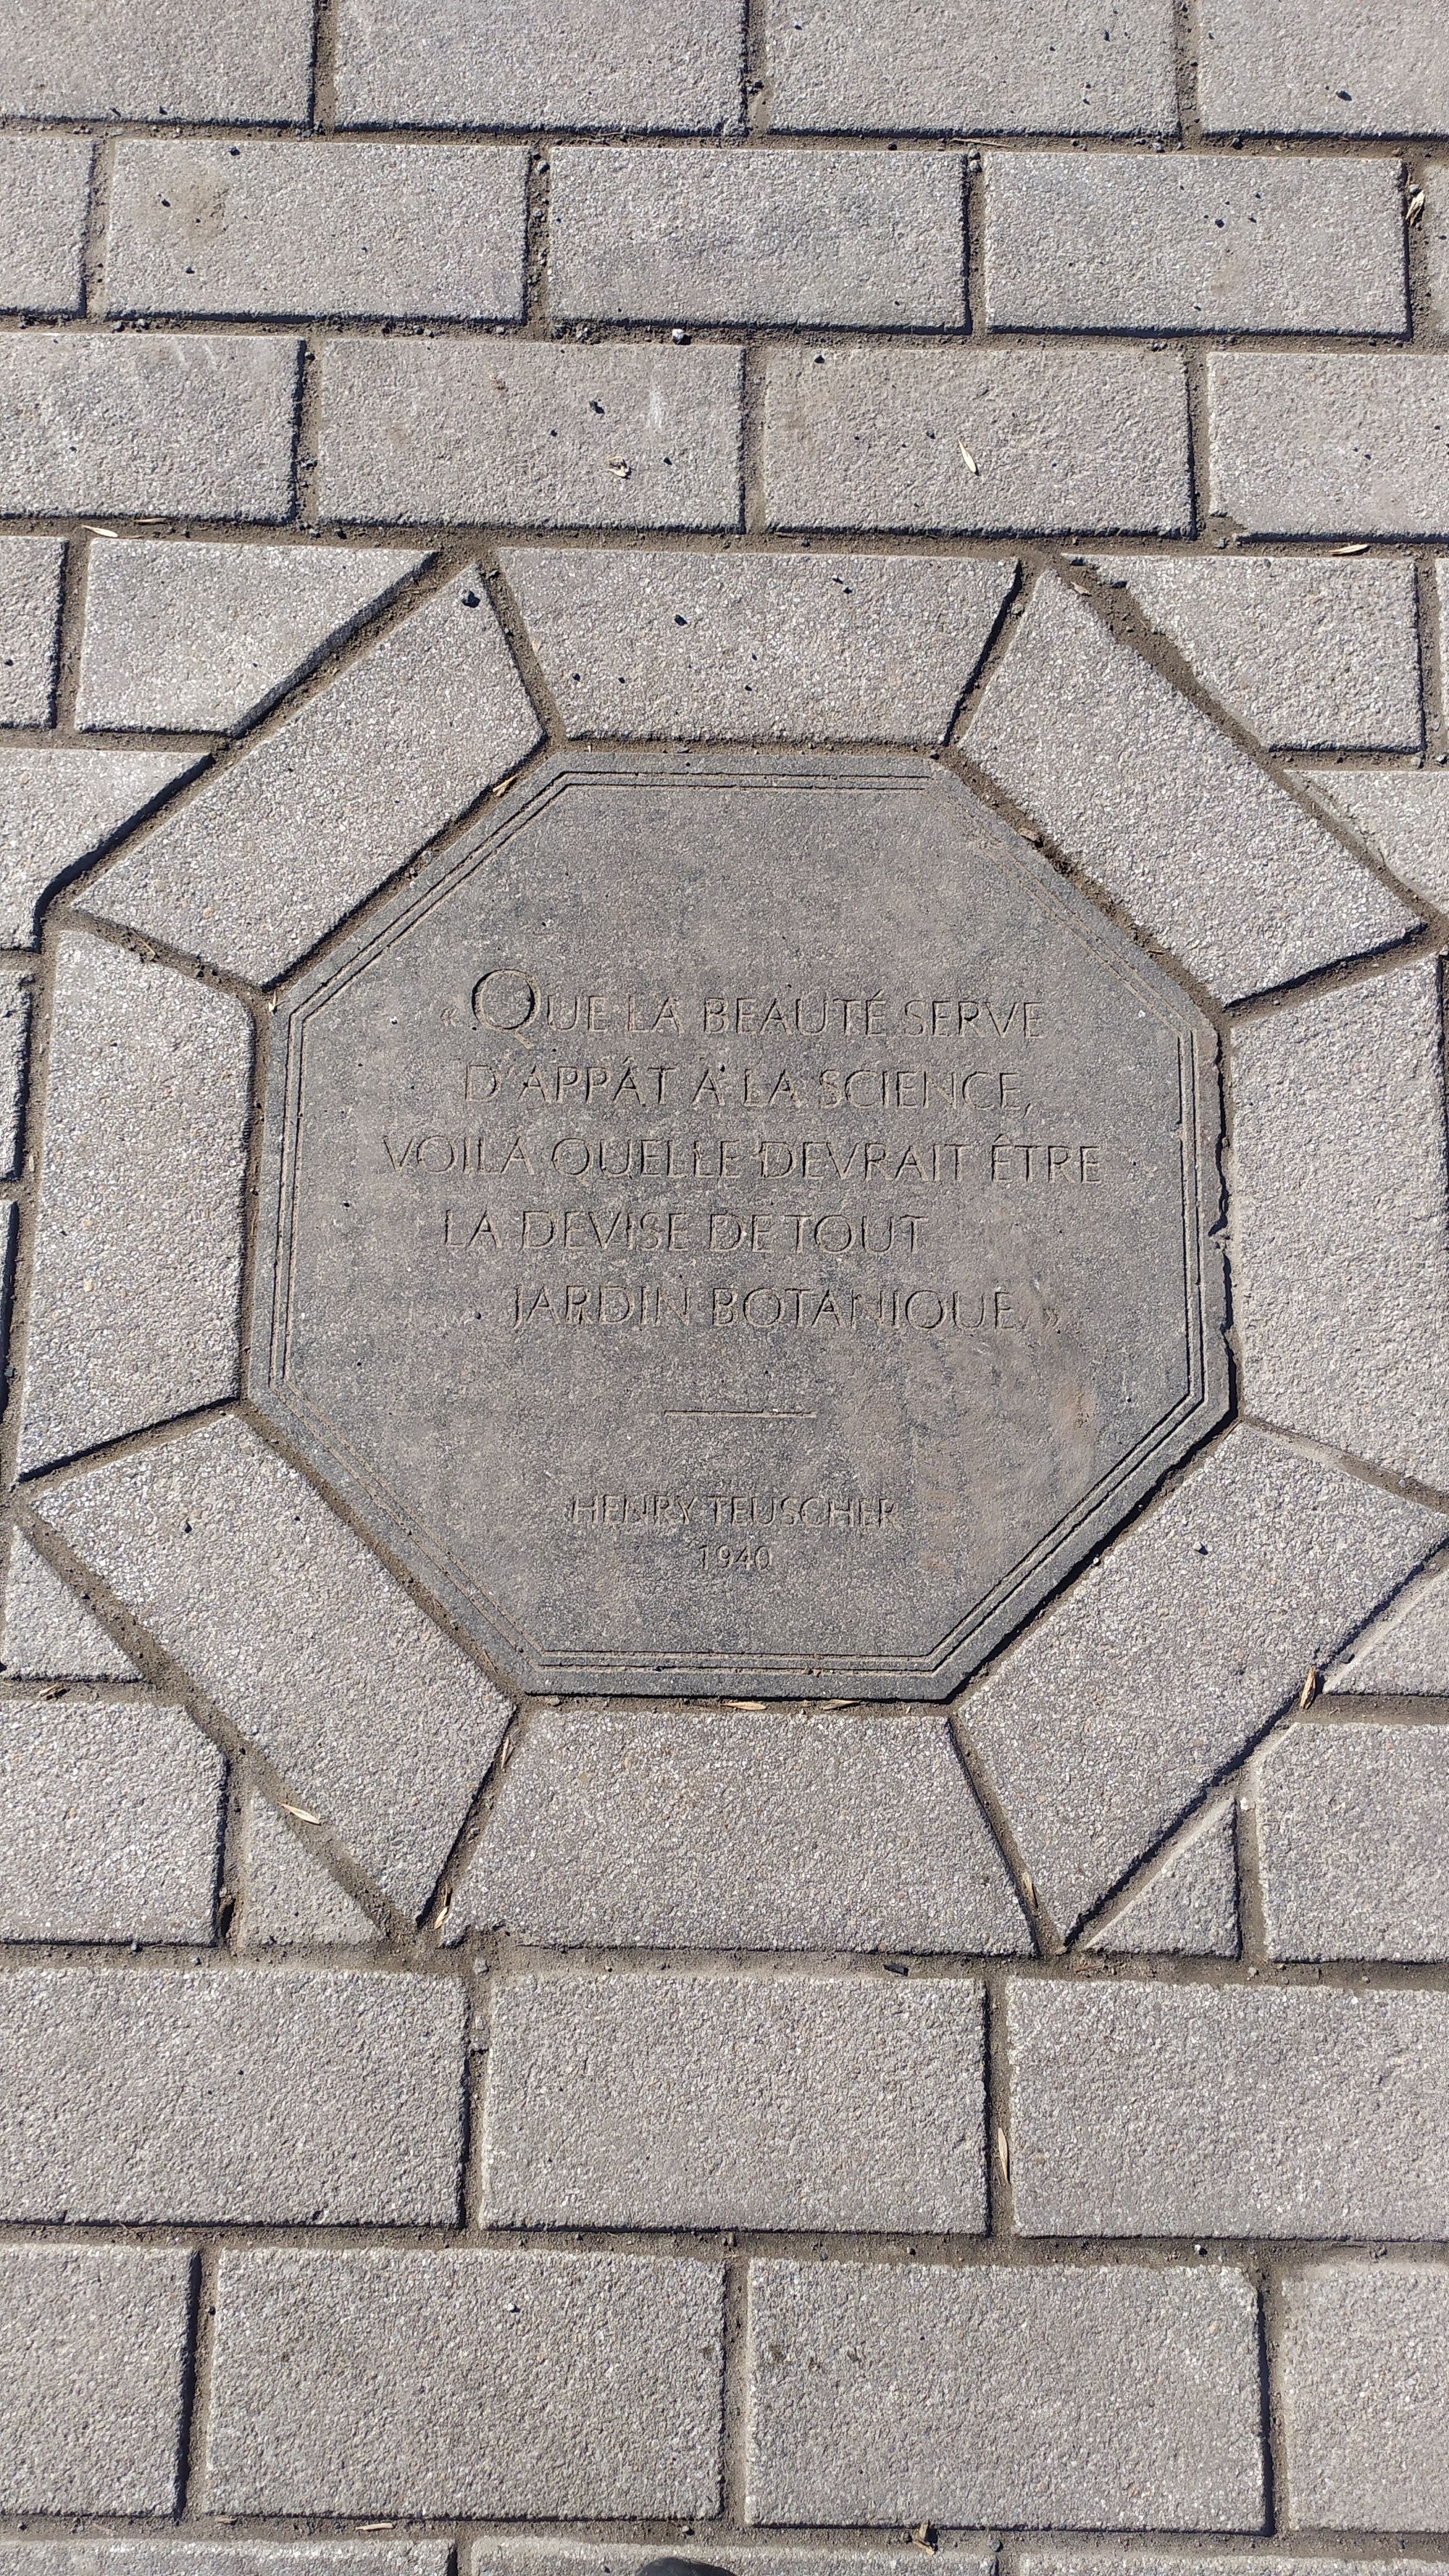 « QUE LA BEAUTÉ SERVE
D'APPÂT À LA SCIENCE,
VOILÀ QUELLE DEVRAIT ÊTRE
LA DEVISE DE TOUT
JARDIN BOTANIQUE. »
HENRY TEUSCHER
1940